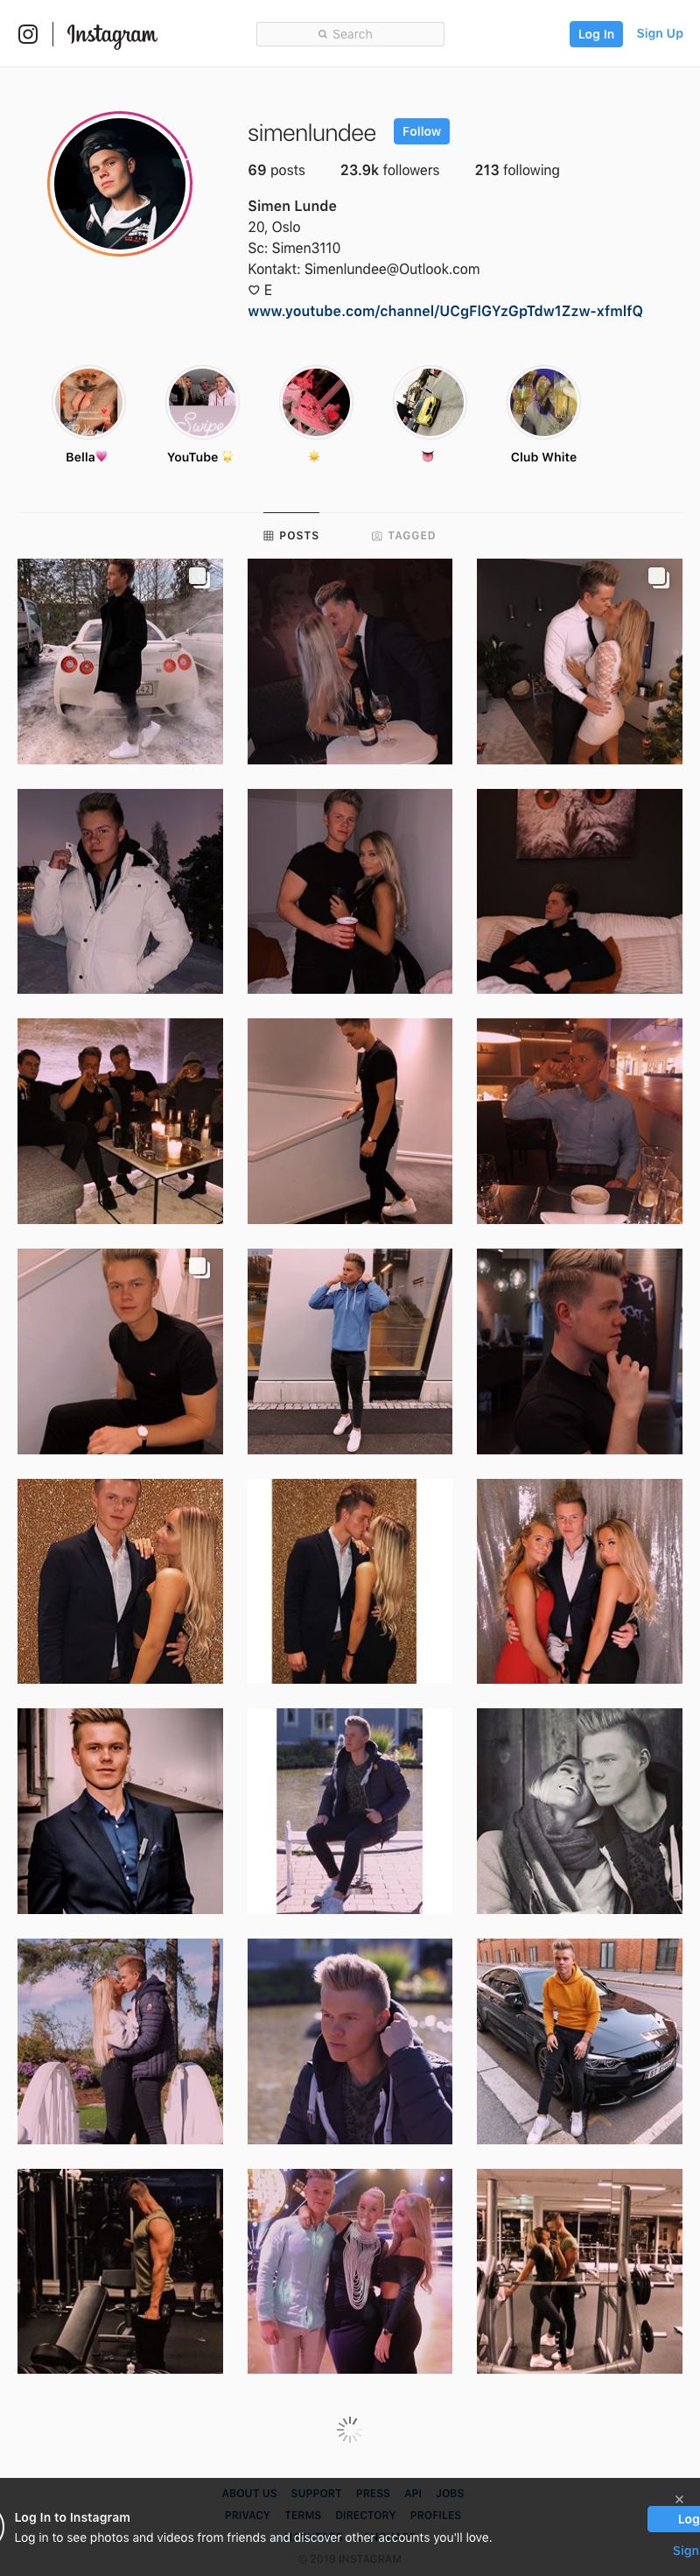 Instagram
Search
Log In
Sign Up
simenlundee
Follow
69 posts
23.9k followers
213 following
Simen Lunde
20, Oslo
Sc: Simen3110
Kontakt: Simenlundee@Outlook.com
♡ E
www.youtube.com/channel/UCgFlGYzGpTdw1Zzw-xfmlfQ
Swipe
Bella💗
YouTube
☀️
👅
Club White
POSTS
TAGGED
ABOUT US SUPPORT PRESS API JOBS
PRIVACY TERMS DIRECTORY PROFILES
Log In to Instagram
Log in to see photos and videos from friends and discover other accounts you'll love.
Log
Sign
© 2019 INSTAGRAM